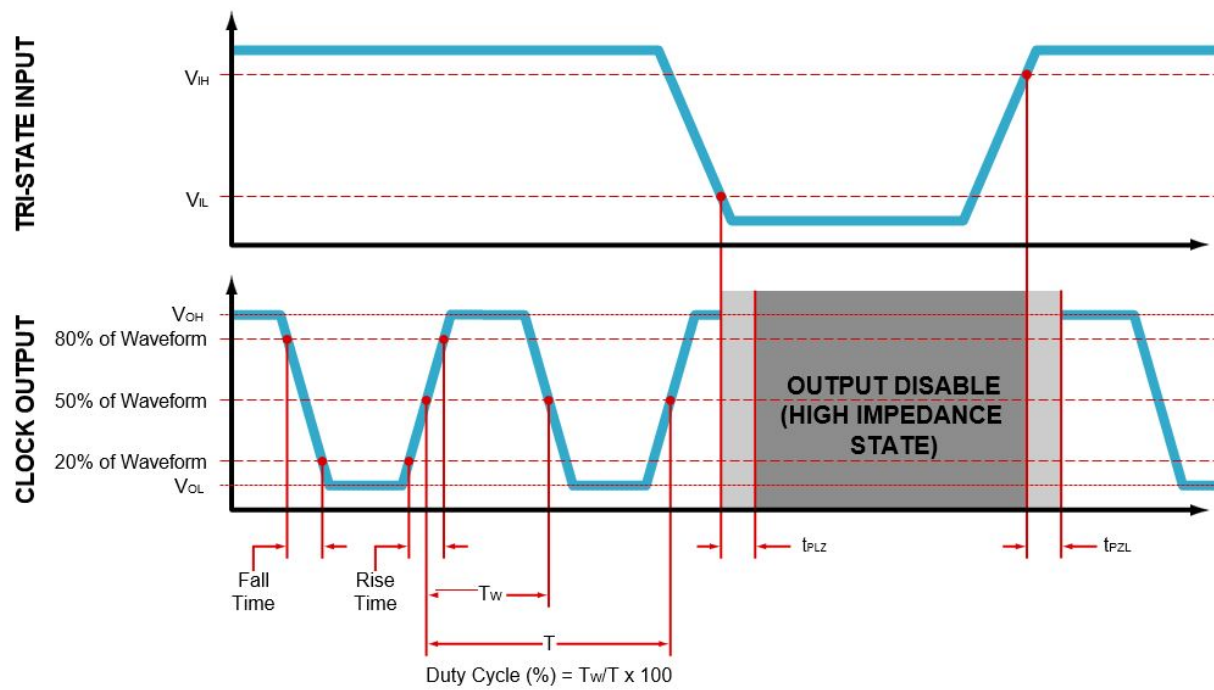 TRI-STATE INPUT
VIH
VIL
CLOCK OUTPUT
VOH
80% of Waveform
50% of Waveform
20% of Waveform
VOL
OUTPUT DISABLE
(HIGH IMPEDANCE
STATE)
Fall
Time
Rise
Time
tPLZ
tPZL
TW
T
Duty Cycle (%) = TW/T x 100